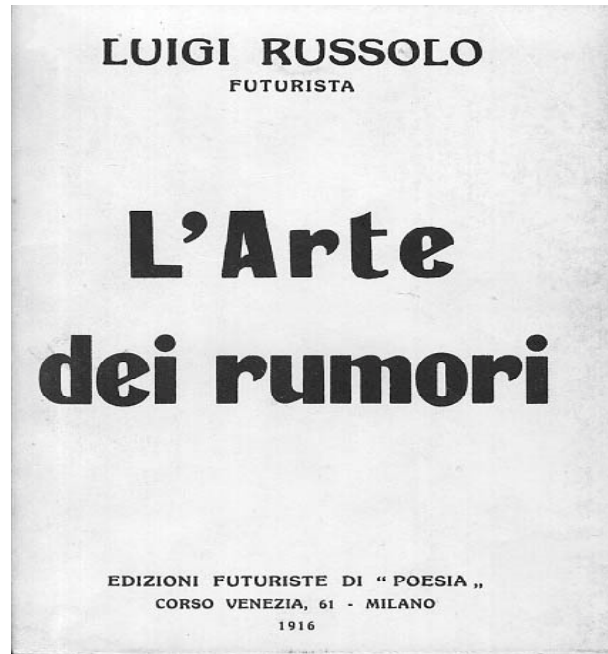 LUIGI RUSSOLO
FUTURISTA
L'Arte
dei rumori
EDIZIONI FUTURISTE DI “ POESIA „
CORSO VENEZIA, 61 - MILANO
1916